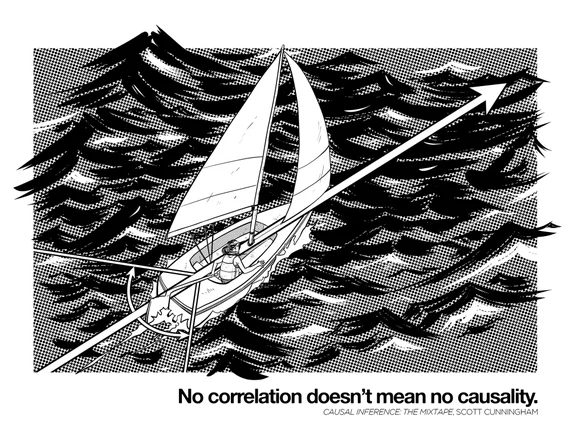 No correlation doesn’t mean no causality.
CAUSAL INFERENCE: THE MIXTAPE, SCOTT CUNNINGHAM